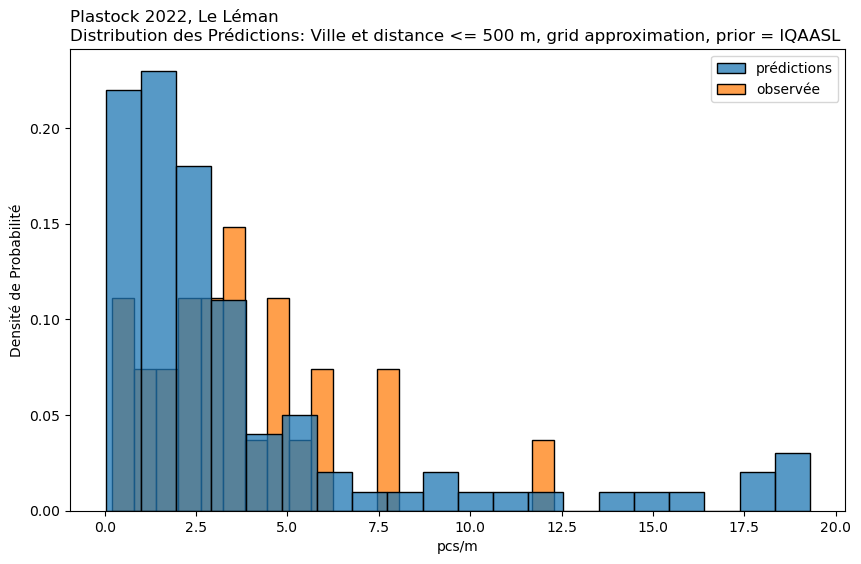 Plastock 2022, Le Léman
Distribution des Prédictions: Ville et distance <= 500 m, grid approximation, prior = IQAASL
prédictions
observée
Densité de Probabilité
0.20
0.15
0.10
0.05
0.00
0.0 2.5 5.0 7.5 10.0 12.5 15.0 17.5 20.0
pcs/m